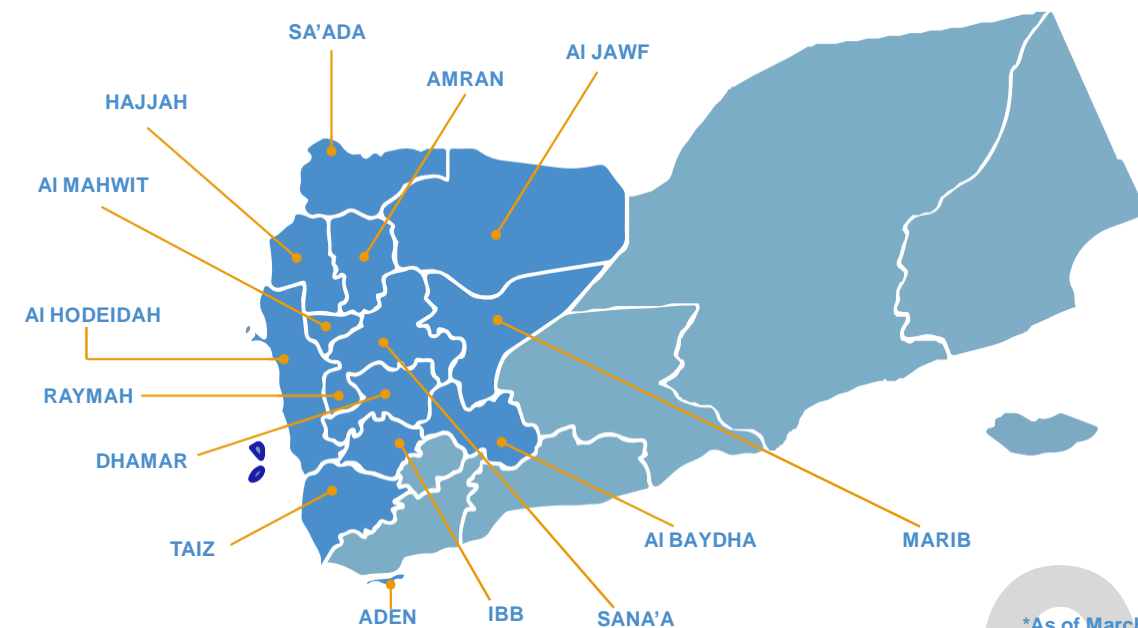 SA’ADA
AI JAWF
AMRAN
HAJJAH
AI MAHWIT
AI HODEIDAH
RAYMAH
DHAMAR
TAIZ
AI BAYDHA
MARIB
ADEN
IBB
SANA’A
*As of March